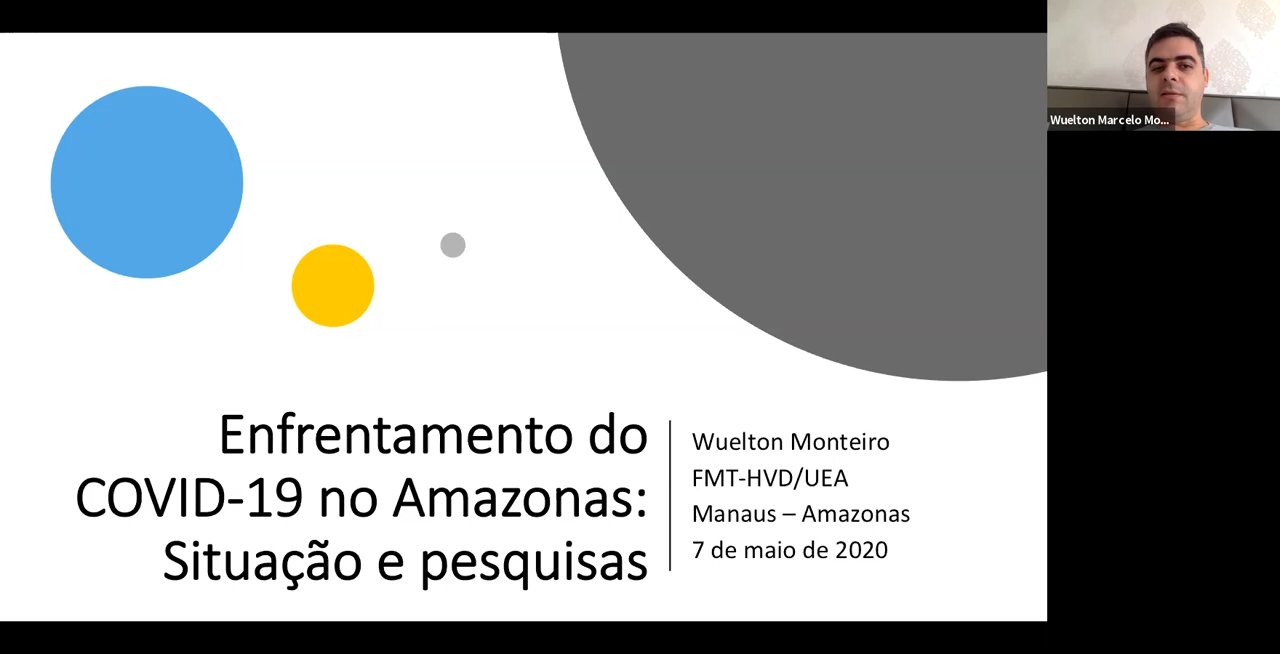 Wuelton Marcelo Mo...
Enfrentamento do
COVID-19 no Amazonas:
Situação e pesquisas
Wuelton Monteiro
FMT-HVD/UEA
Manaus – Amazonas
7 de maio de 2020